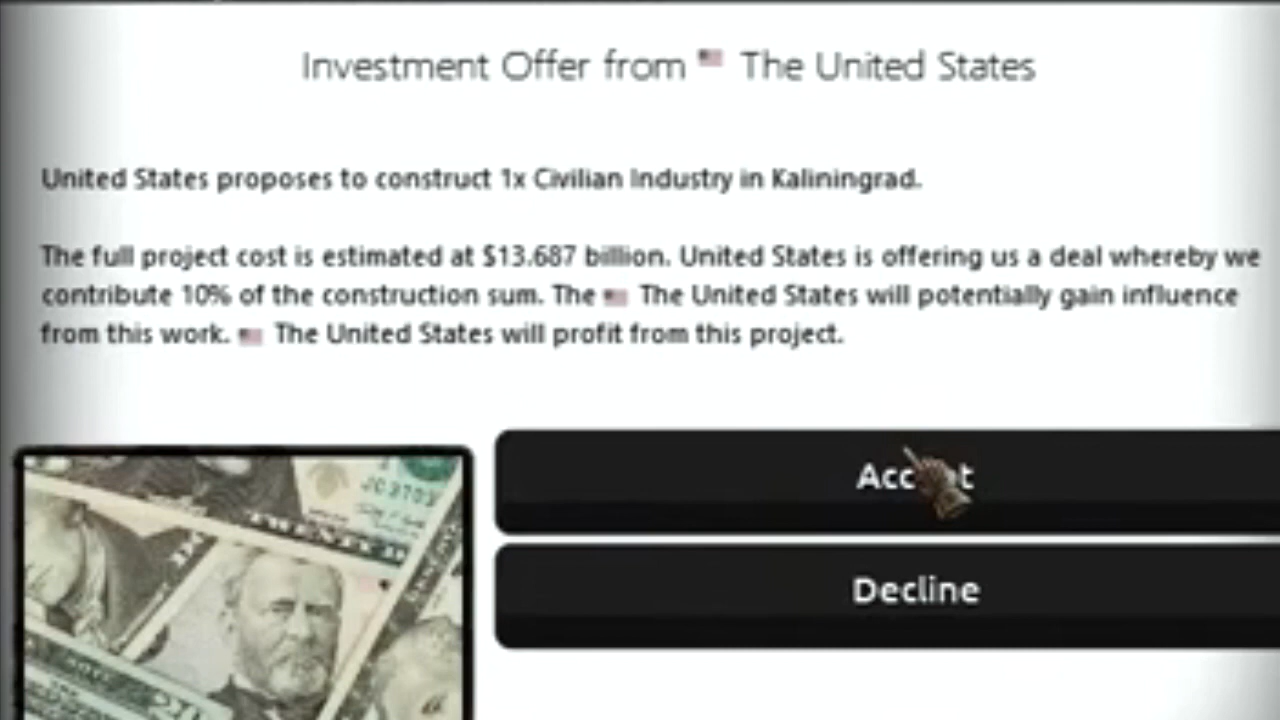 Investment Offer from The United States
United States proposes to construct 1x Civilian Industry in Kaliningrad.
The full project cost is estimated at $13.687 billion. United States is offering us a deal whereby we
contribute 10% of the construction sum. The The United States will potentially gain influence
from this work. The United States will profit from this project.
Decline
TWENTY